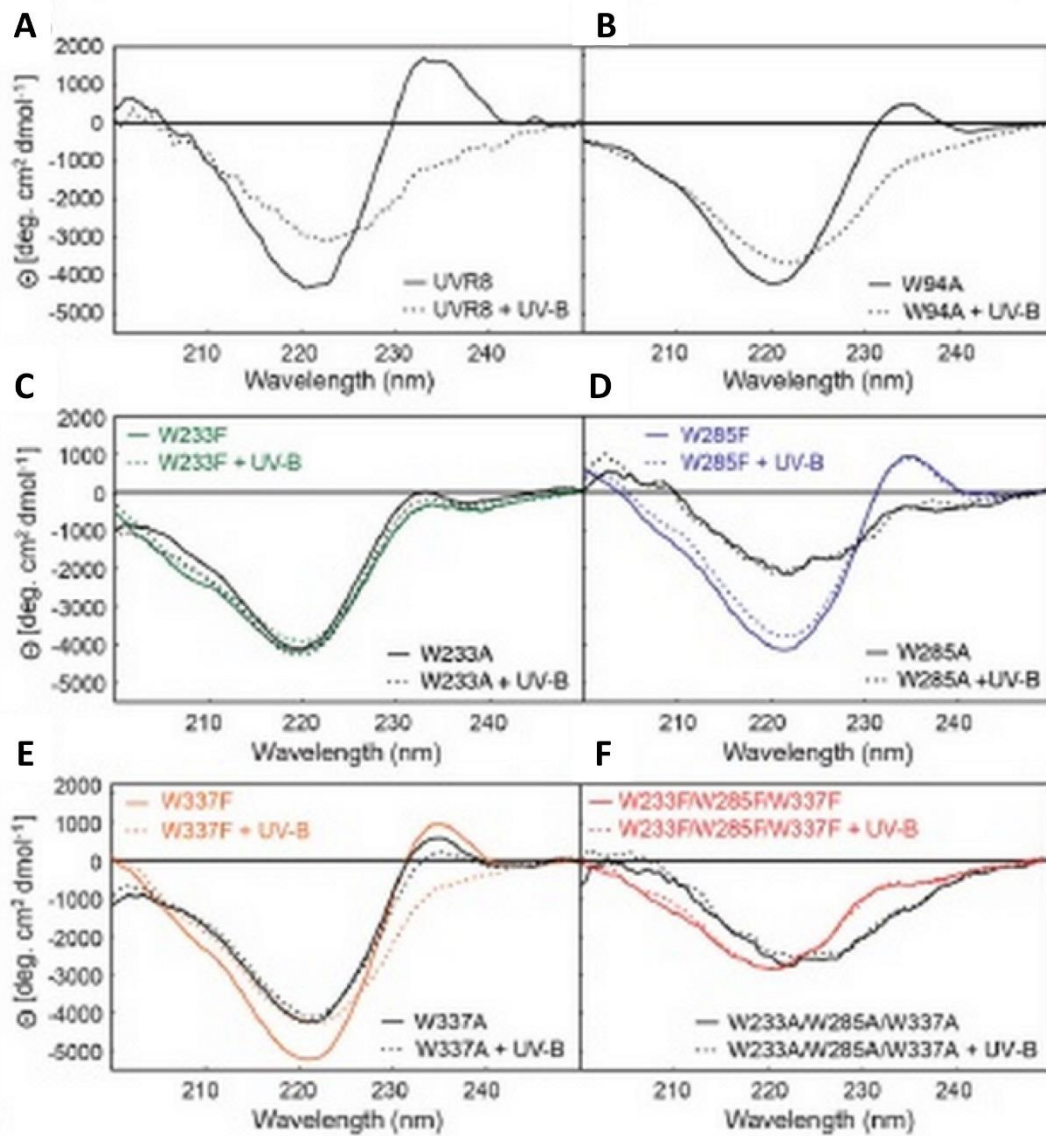 A
2000
1000
0
-1000
-2000
-3000
-4000
-5000
Θ [deg. cm² dmol⁻¹]
UVR8
UVR8 + UV-B
210 220 230 240
Wavelength (nm)
B
W94A
W94A + UV-B
210 220 230 240
Wavelength (nm)
C
2000
1000
0
-1000
-2000
-3000
-4000
-5000
Θ [deg. cm² dmol⁻¹]
W233F
W233F + UV-B
W233A
W233A + UV-B
210 220 230 240
Wavelength (nm)
D
W285F
W285F + UV-B
W285A
W285A +UV-B
210 220 230 240
Wavelength (nm)
E
2000
1000
0
-1000
-2000
-3000
-4000
-5000
Θ [deg. cm² dmol⁻¹]
W337F
W337F + UV-B
W337A
W337A + UV-B
210 220 230 240
Wavelength (nm)
F
W233F/W285F/W337F
W233F/W285F/W337F + UV-B
W233A/W285A/W337A
W233A/W285A/W337A + UV-B
210 220 230 240
Wavelength (nm)